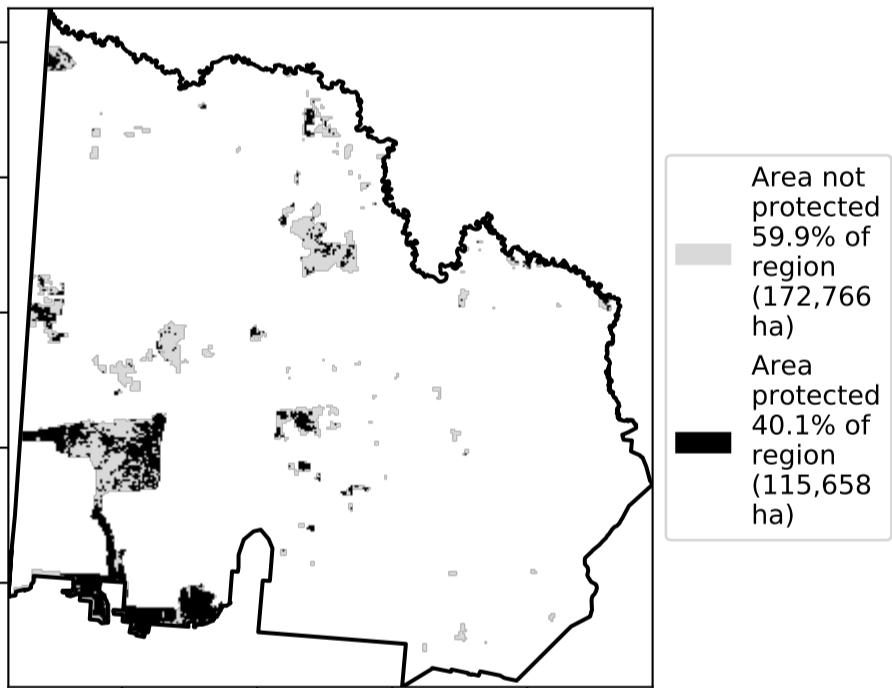 Area not
protected
59.9% of
region
(172,766
ha)
Area
protected
40.1% of
region
(115,658
ha)